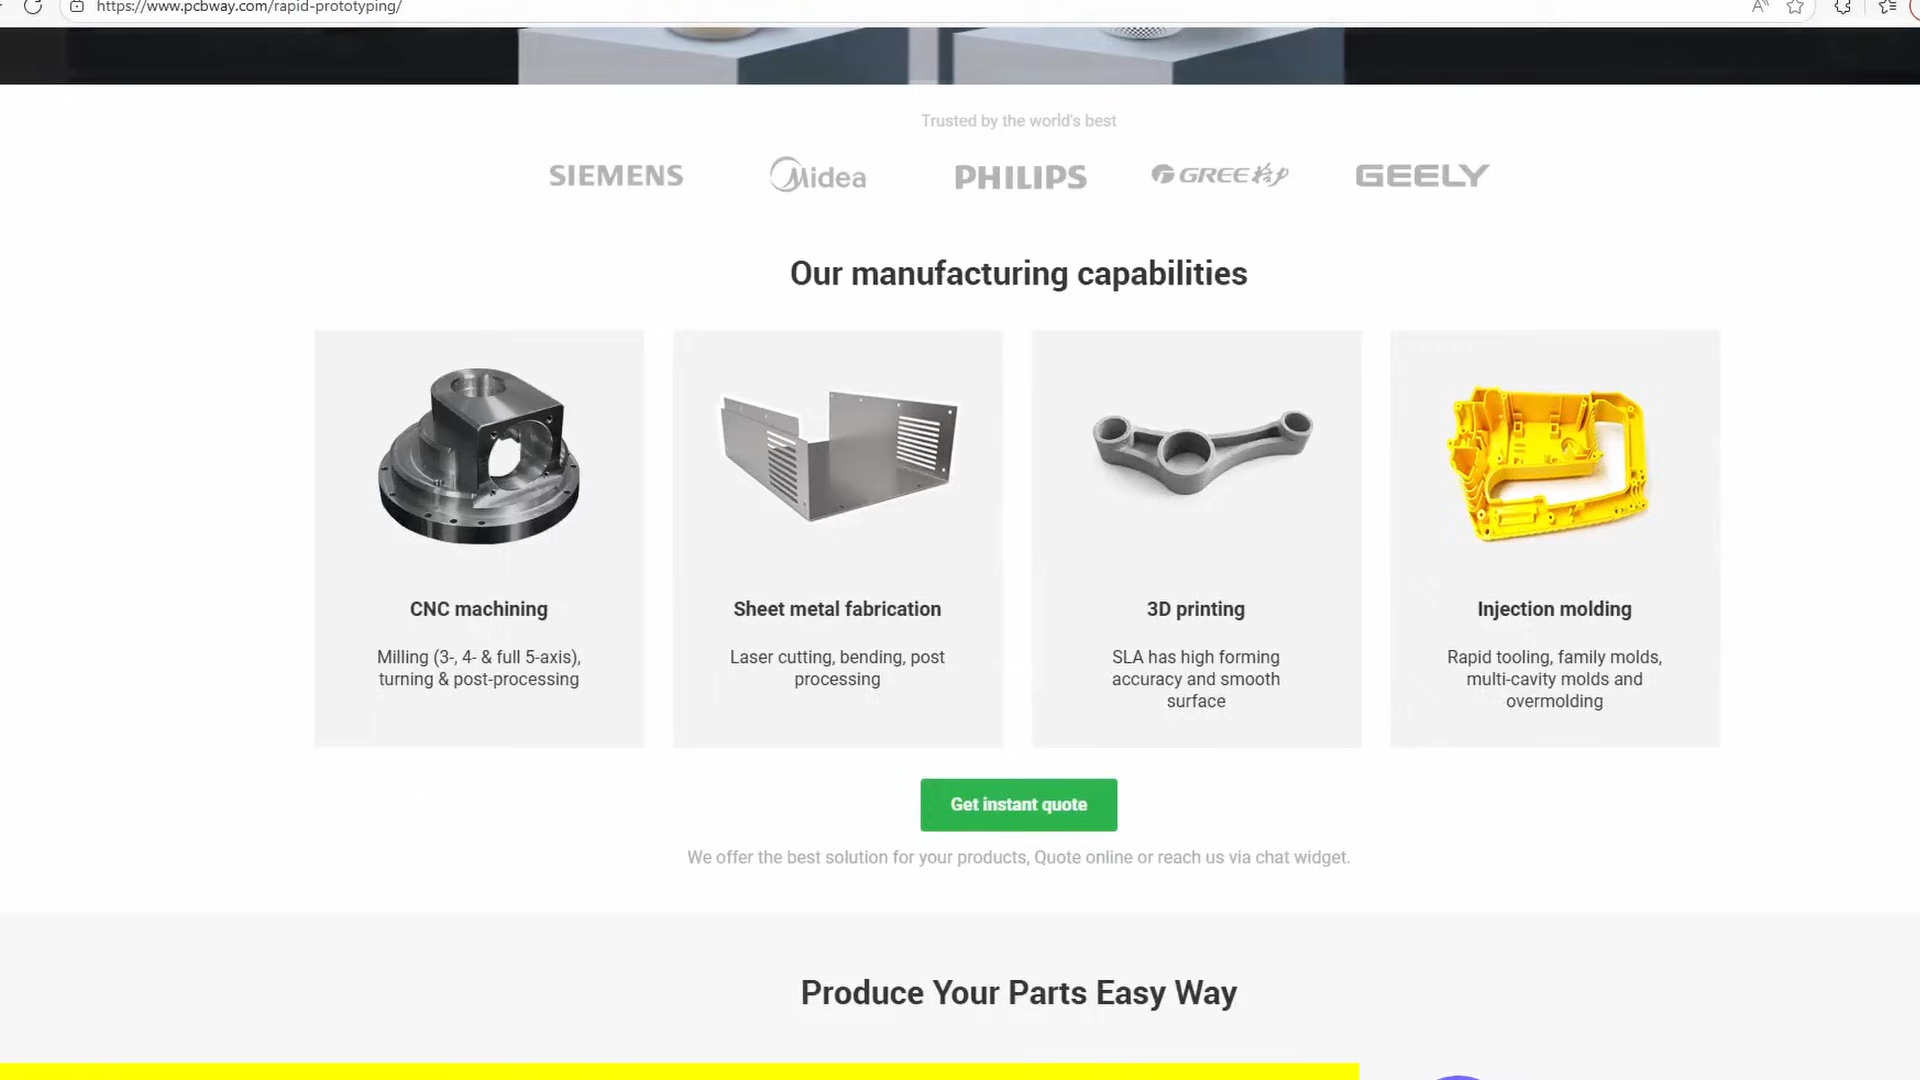 https://www.pcbway.com/rapid-prototyping/
Trusted by the world's best
SIEMENS
Midea
PHILIPS
GREE格力
GEELY
Our manufacturing capabilities
CNC machining
Milling (3-, 4- & full 5-axis),
turning & post-processing
Sheet metal fabrication
Laser cutting, bending, post
processing
3D printing
SLA has high forming
accuracy and smooth
surface
Injection molding
Rapid tooling, family molds,
multi-cavity molds and
overmolding
Get instant quote
We offer the best solution for your products, Quote online or reach us via chat widget.
Produce Your Parts Easy Way